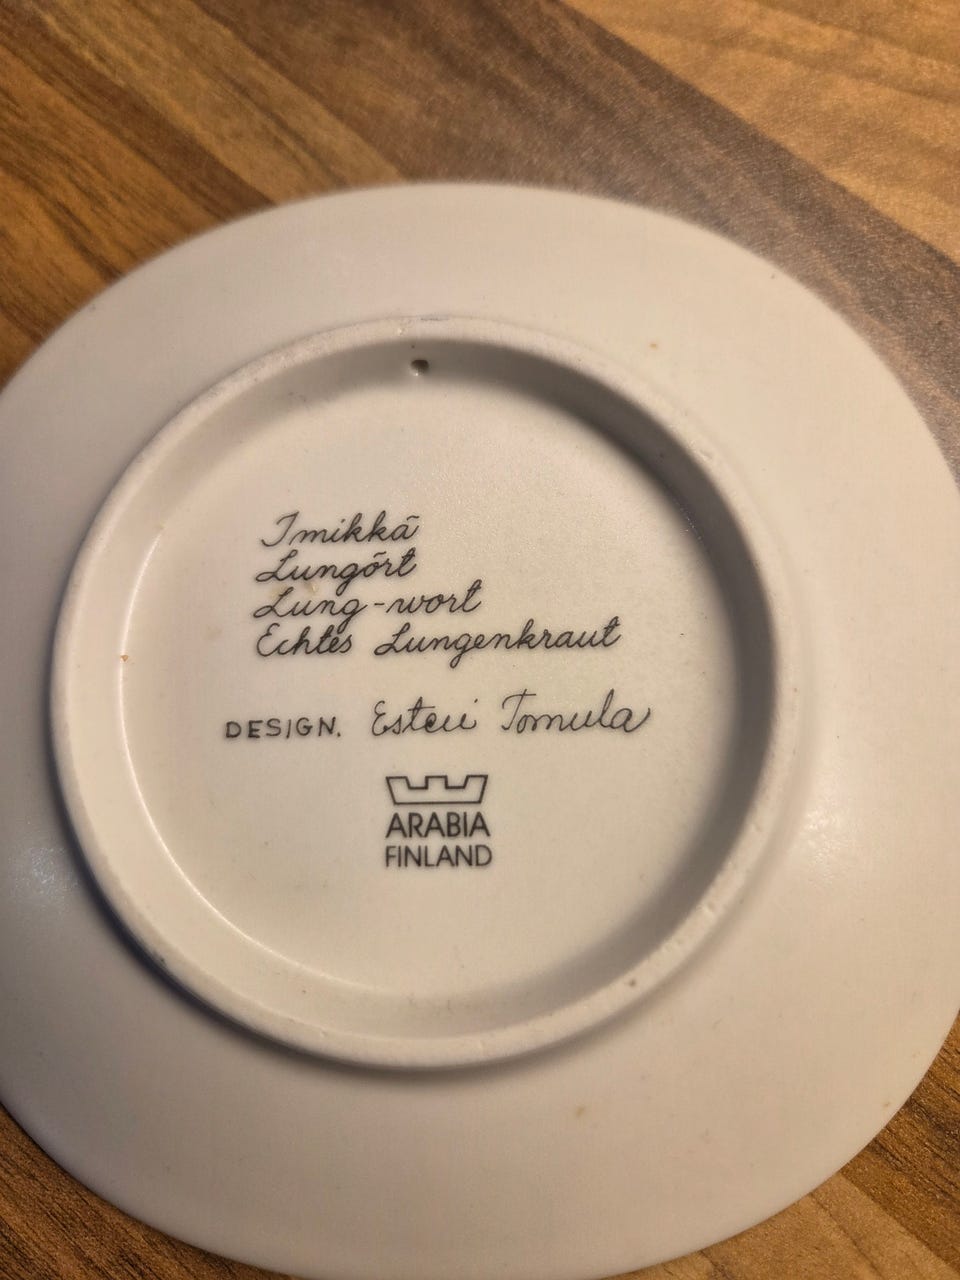 Imikkä
Lungört
Lung-wort
Echtes Lungenkraut
DESIGN. Esteri Tomula
ARABIA
FINLAND